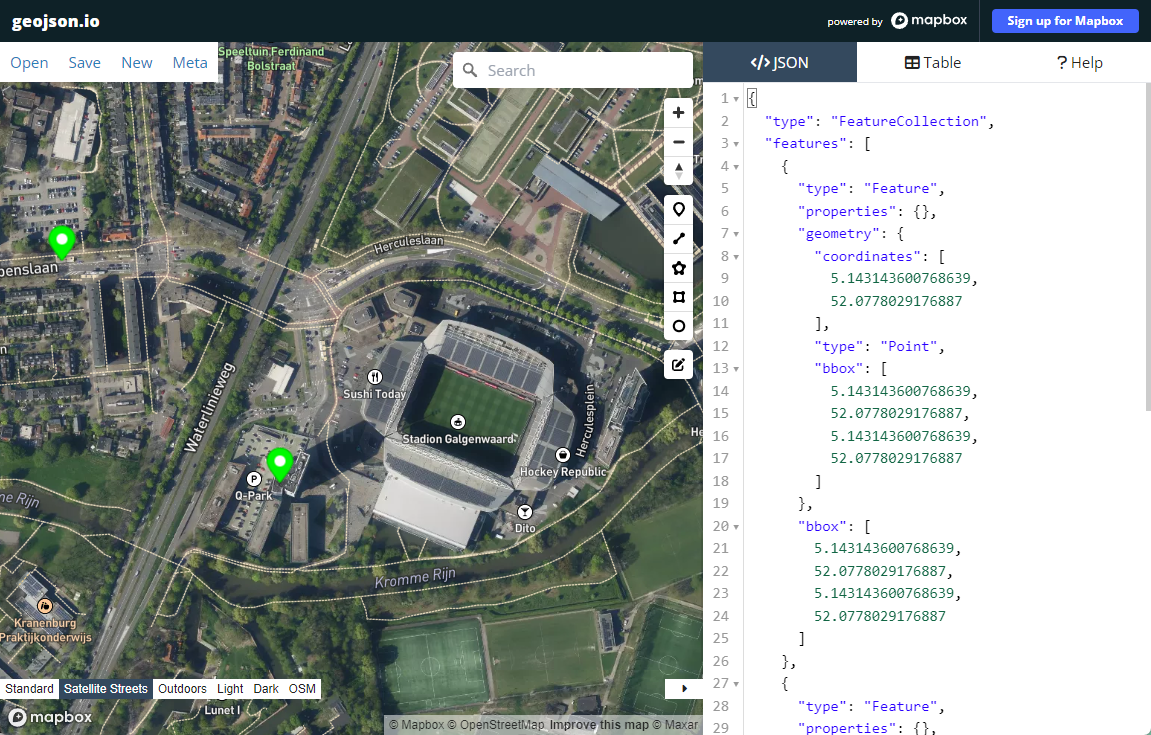 geojson.io
powered by mapbox
Sign up for Mapbox
Open Save New Meta
Speeltuin Ferdinand
Bolstraat
Search
</> JSON
Table
? Help
Herculeslaan
benslaan
Waterlinieweg
Sushi Today
Stadion Galgenwaard
Herculesplein
Hockey Republic
He
P
Q-Park
Dito
me Rijn
Kromme Rijn
Kranenburg
Praktijkonderwijs
Standard Satellite Streets Outdoors Light Dark OSM
Lunet I
mapbox
© Mapbox © OpenStreetMap Improve this map © Maxar
1 {
2 "type": "FeatureCollection",
3 "features": [
4 {
5 "type": "Feature",
6 "properties": {},
7 "geometry": {
8 "coordinates": [
9 5.143143600768639,
10 52.0778029176887
11 ],
12 "type": "Point",
13 "bbox": [
14 5.143143600768639,
15 52.0778029176887,
16 5.143143600768639,
17 52.0778029176887
18 ]
19 },
20 "bbox": [
21 5.143143600768639,
22 52.0778029176887,
23 5.143143600768639,
24 52.0778029176887
25 ]
26 },
27 {
28 "type": "Feature",
29 "properties": {},